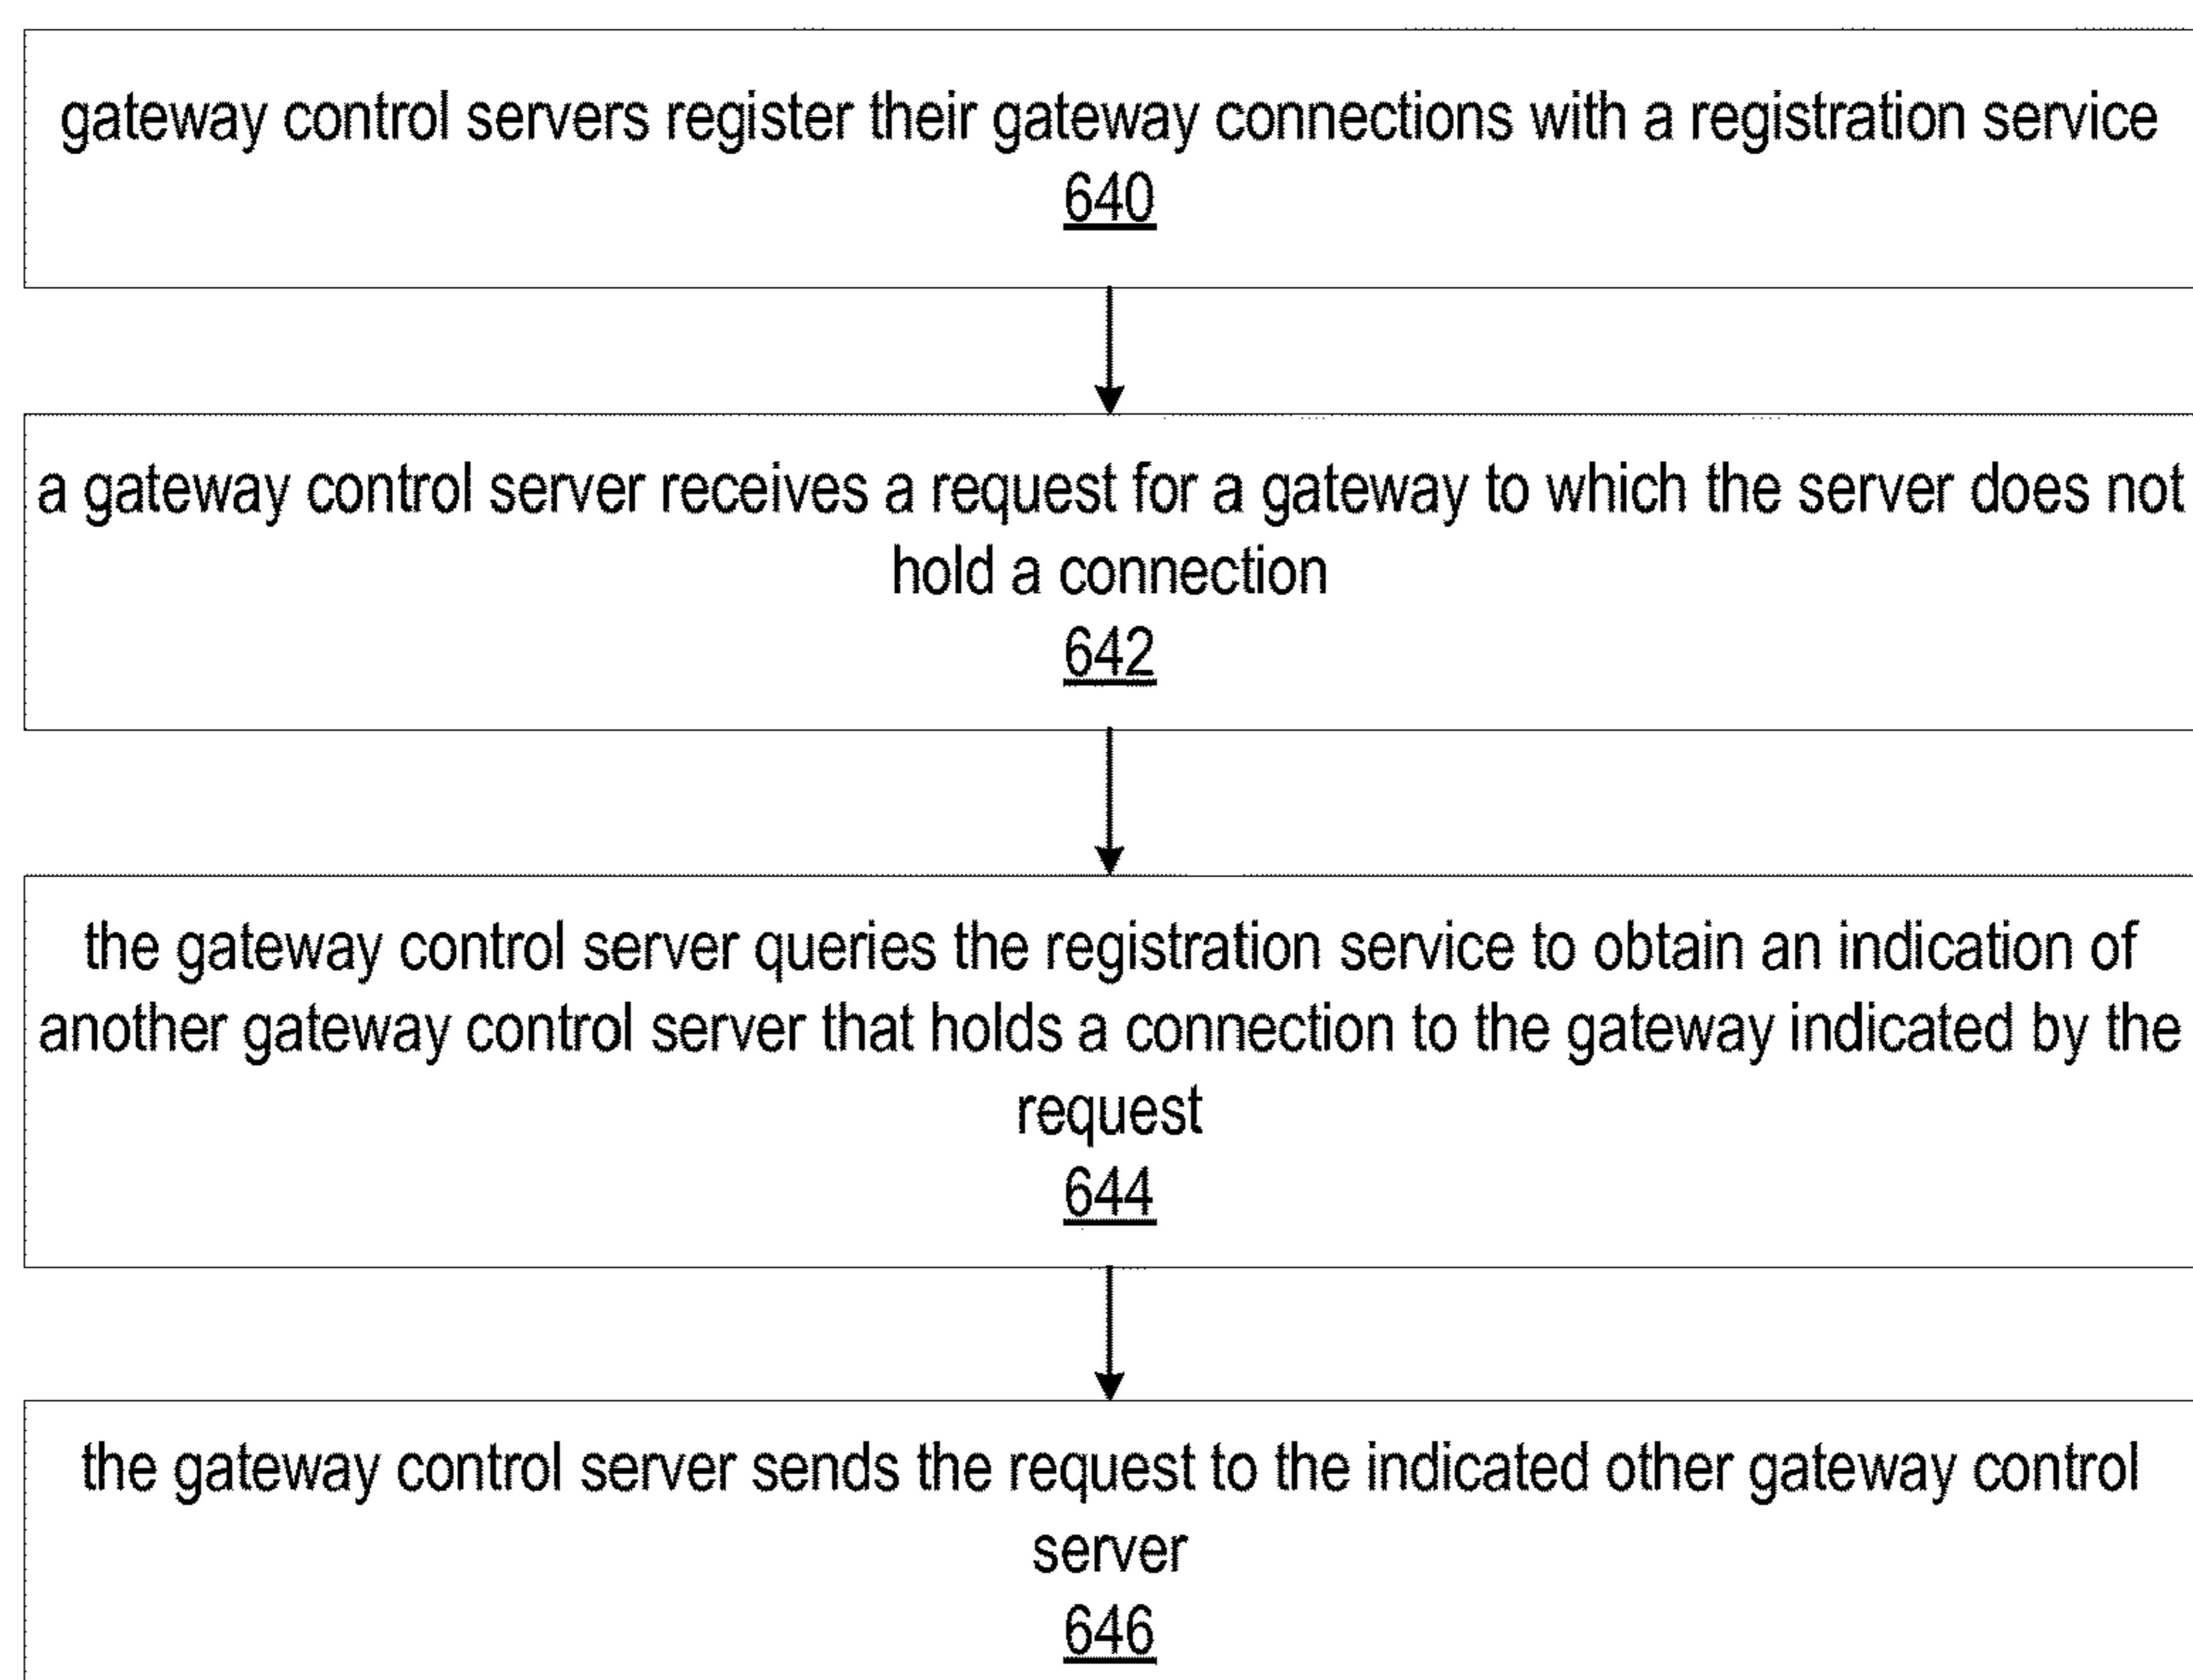 gateway control servers register their gateway connections with a registration service
640
a gateway control server receives a request for a gateway to which the server does not
hold a connection
642
the gateway control server queries the registration service to obtain an indication of
another gateway control server that holds a connection to the gateway indicated by the
request
644
the gateway control server sends the request to the indicated other gateway control
server
646